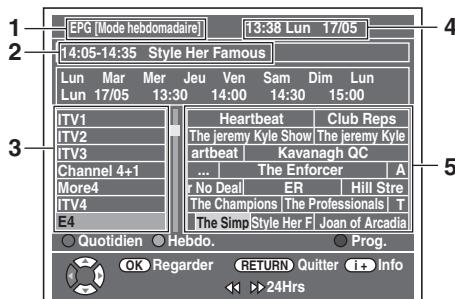 1 EPG [Mode hebdomadaire] 13:38 Lun 17/05 4
2 14:05-14:35 Style Her Famous
Lun Mar Mer Jeu Ven Sam Dim Lun
Lun 17/05 13:30 14:00 14:30 15:00
ITV1 Heartbeat Club Reps
ITV2 The jeremy Kyle Show The jeremy Kyle
3 ITV3 artbeat Kavanagh QC 5
Channel 4+1 ... The Enforcer A
More4 r No Deal ER Hill Stre
ITV4 The Champions The Professionals T
E4 The Simp Style Her F Joan of Arcadia
Quotidien Hebdo. Prog.
OK Regarder RETURN Quitter i+ Info
24Hrs